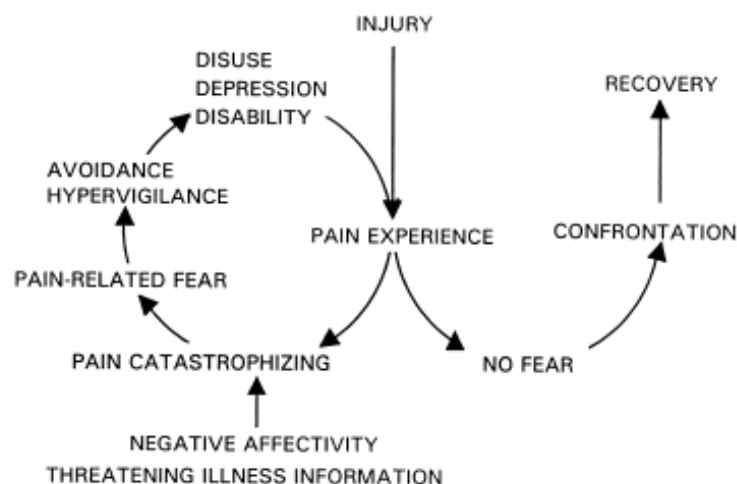 INJURY
DISUSE
DEPRESSION
DISABILITY
RECOVERY
AVOIDANCE
HYPERVIGILANCE
PAIN EXPERIENCE
CONFRONTATION
PAIN-RELATED FEAR
PAIN CATASTROPHIZING
NO FEAR
NEGATIVE AFFECTIVITY
THREATENING ILLNESS INFORMATION